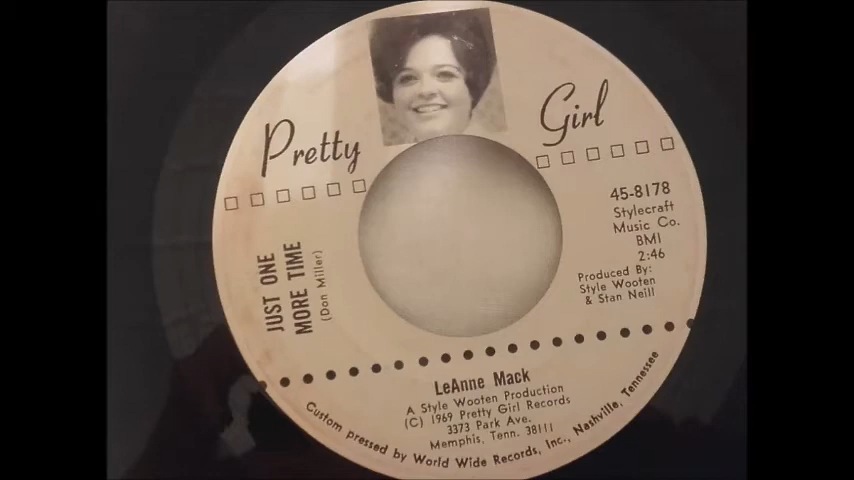 Pretty Girl
45-8178
Stylecraft
Music Co.
BMI
2:46
Produced By:
Style Wooten
& Stan Neill
JUST ONE
MORE TIME
(Don Miller)
LeAnne Mack
A Style Wooten Production
(C) 1969 Pretty Girl Records
3373 Park Ave.
Memphis, Tenn. 38111
Custom pressed by World Wide Records, Inc., Nashville, Tennessee